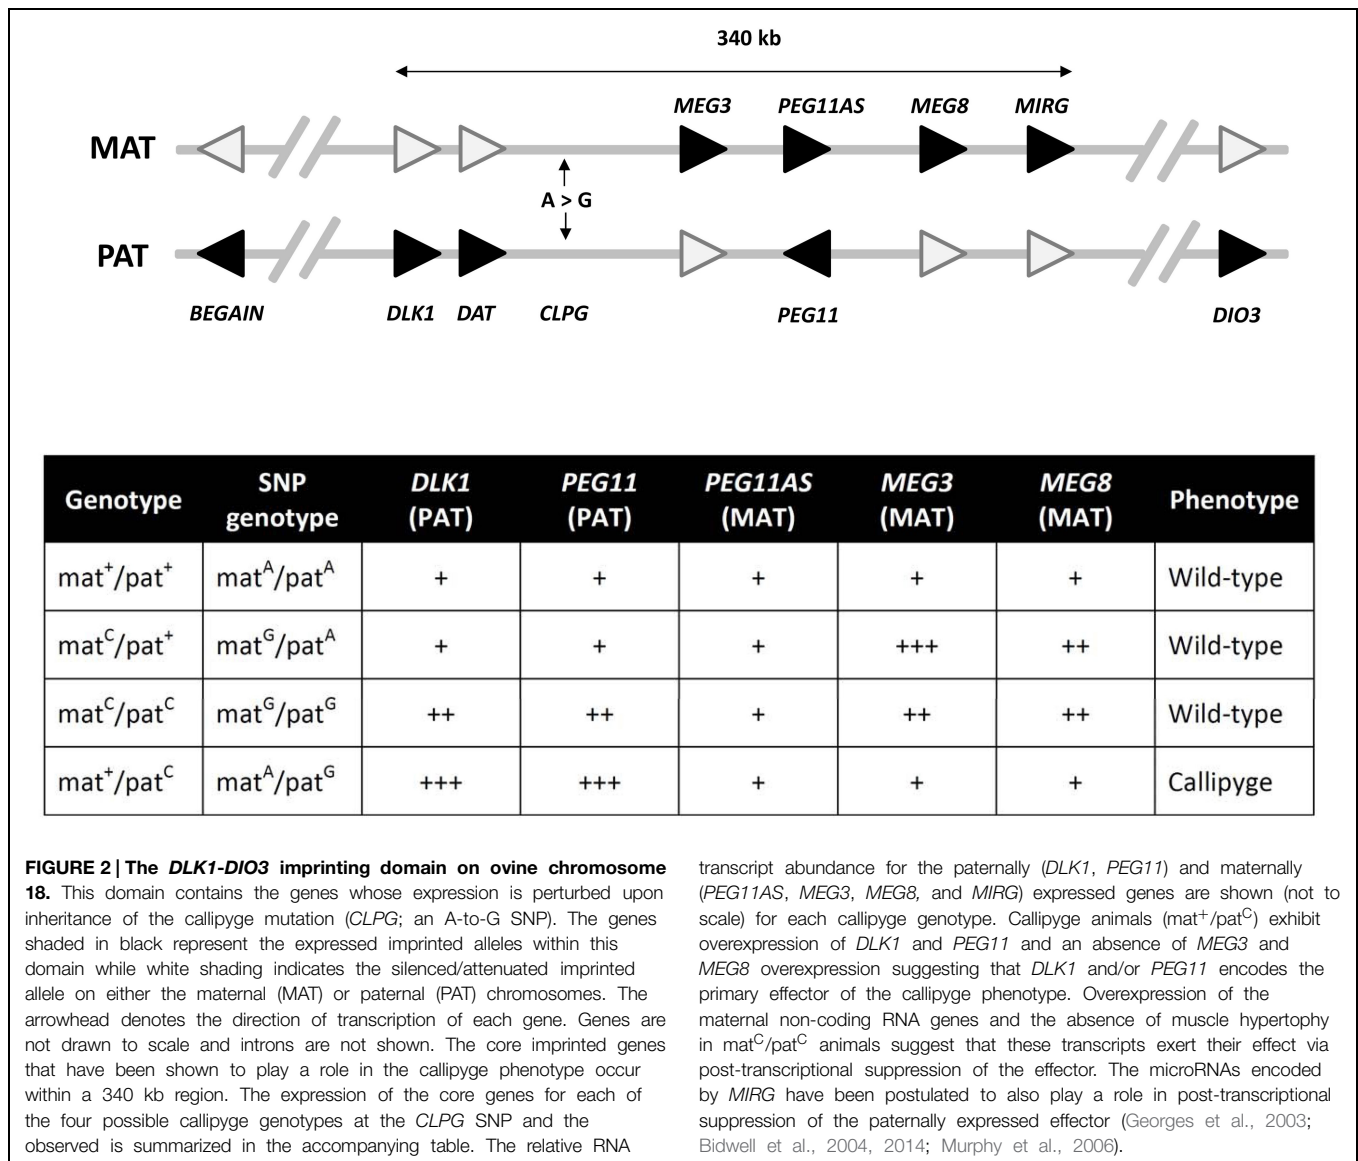 340 kb
MEG3 PEG11AS MEG8 MIRG
MAT
A > G
PAT
BEGAIN DLK1 DAT CLPG PEG11 DIO3
Genotype SNP genotype DLK1 (PAT) PEG11 (PAT) PEG11AS (MAT) MEG3 (MAT) MEG8 (MAT) Phenotype
mat+/pat+ matA/patA + + + + + Wild-type
matC/pat+ matG/patA + + + +++ ++ Wild-type
matC/patC matG/patG ++ ++ + ++ ++ Wild-type
mat+/patC matA/patG +++ +++ + + + Callipyge
FIGURE 2 | The DLK1-DIO3 imprinting domain on ovine chromosome
18. This domain contains the genes whose expression is perturbed upon
inheritance of the callipyge mutation (CLPG; an A-to-G SNP). The genes
shaded in black represent the expressed imprinted alleles within this
domain while white shading indicates the silenced/attenuated imprinted
allele on either the maternal (MAT) or paternal (PAT) chromosomes. The
arrowhead denotes the direction of transcription of each gene. Genes are
not drawn to scale and introns are not shown. The core imprinted genes
that have been shown to play a role in the callipyge phenotype occur
within a 340 kb region. The expression of the core genes for each of
the four possible callipyge genotypes at the CLPG SNP and the
observed is summarized in the accompanying table. The relative RNA
transcript abundance for the paternally (DLK1, PEG11) and maternally
(PEG11AS, MEG3, MEG8, and MIRG) expressed genes are shown (not to
scale) for each callipyge genotype. Callipyge animals (mat+/patC) exhibit
overexpression of DLK1 and PEG11 and an absence of MEG3 and
MEG8 overexpression suggesting that DLK1 and/or PEG11 encodes the
primary effector of the callipyge phenotype. Overexpression of the
maternal non-coding RNA genes and the absence of muscle hypertophy
in matC/patC animals suggest that these transcripts exert their effect via
post-transcriptional suppression of the effector. The microRNAs encoded
by MIRG have been postulated to also play a role in post-transcriptional
suppression of the paternally expressed effector (Georges et al., 2003;
Bidwell et al., 2004, 2014; Murphy et al., 2006).